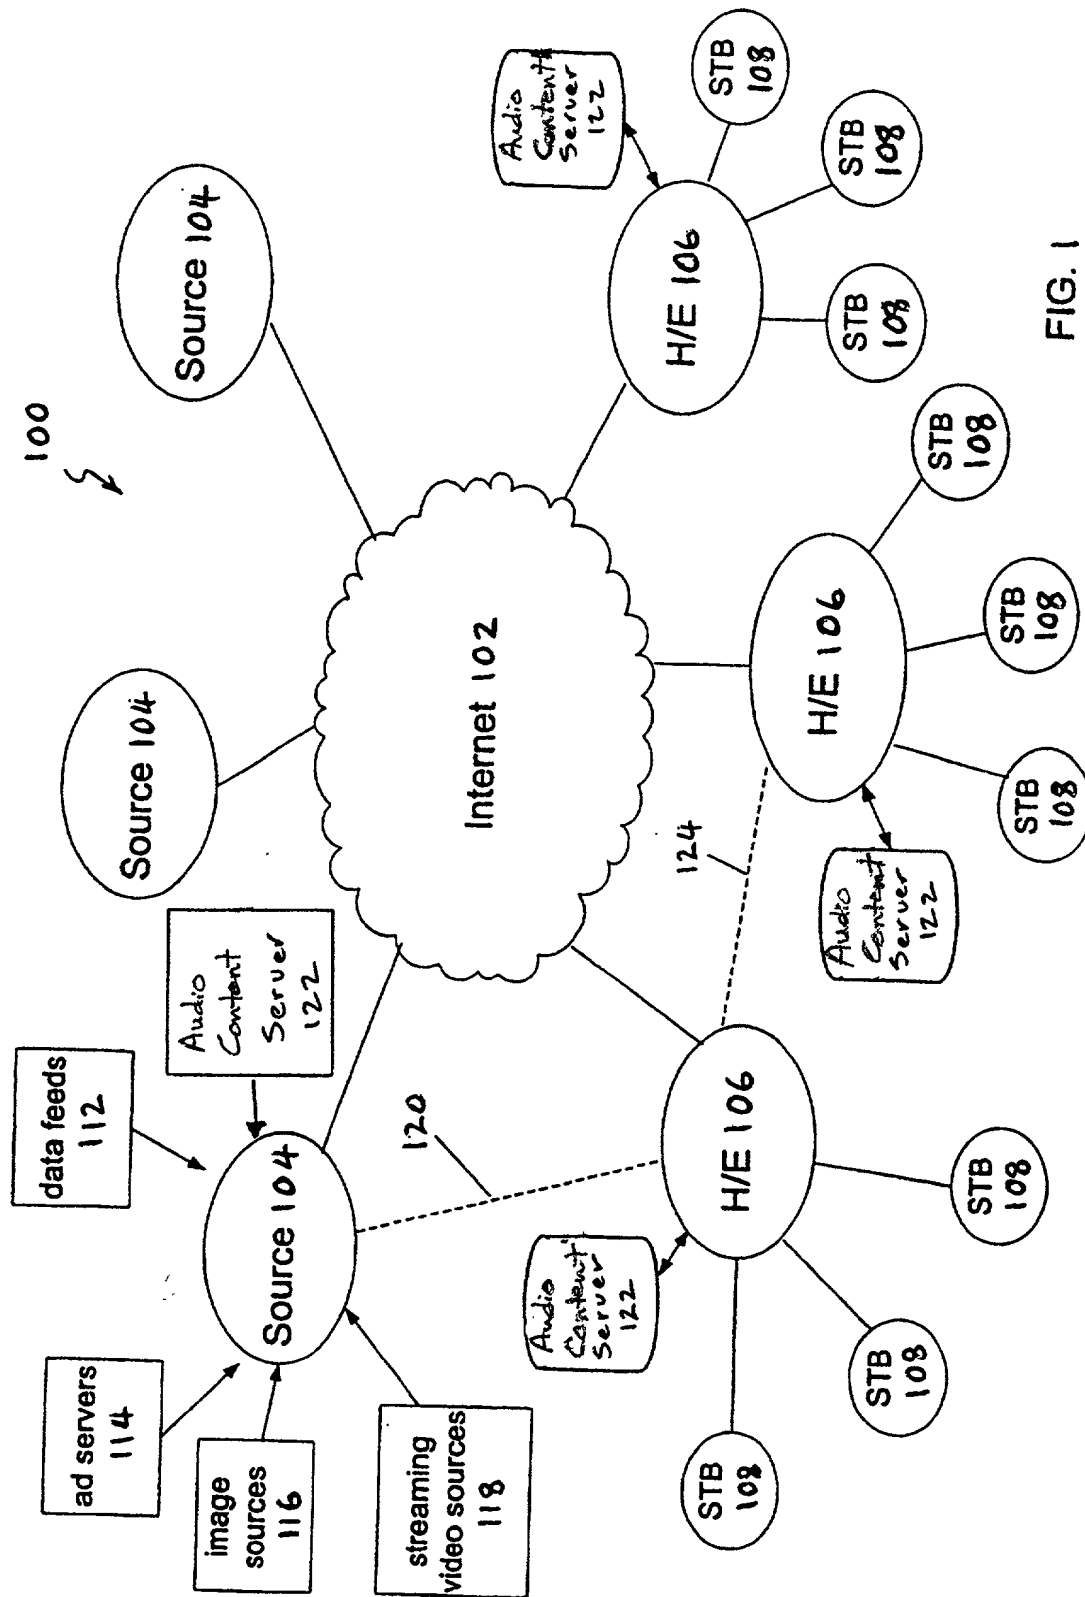 100
ad servers
114
data feeds
112
image
sources
116
Audio
Content
Server
122
streaming
video sources
118
Source 104
Source 104
Source 104
120
Internet 102
124
Audio
Content
Server
122
Audio
Content
Server
122
Audio
Content
Server
122
H/E 106
H/E 106
H/E 106
STB
108
STB
108
STB
108
STB
108
STB
108
STB
108
STB
108
STB
108
STB
108
FIG. 1